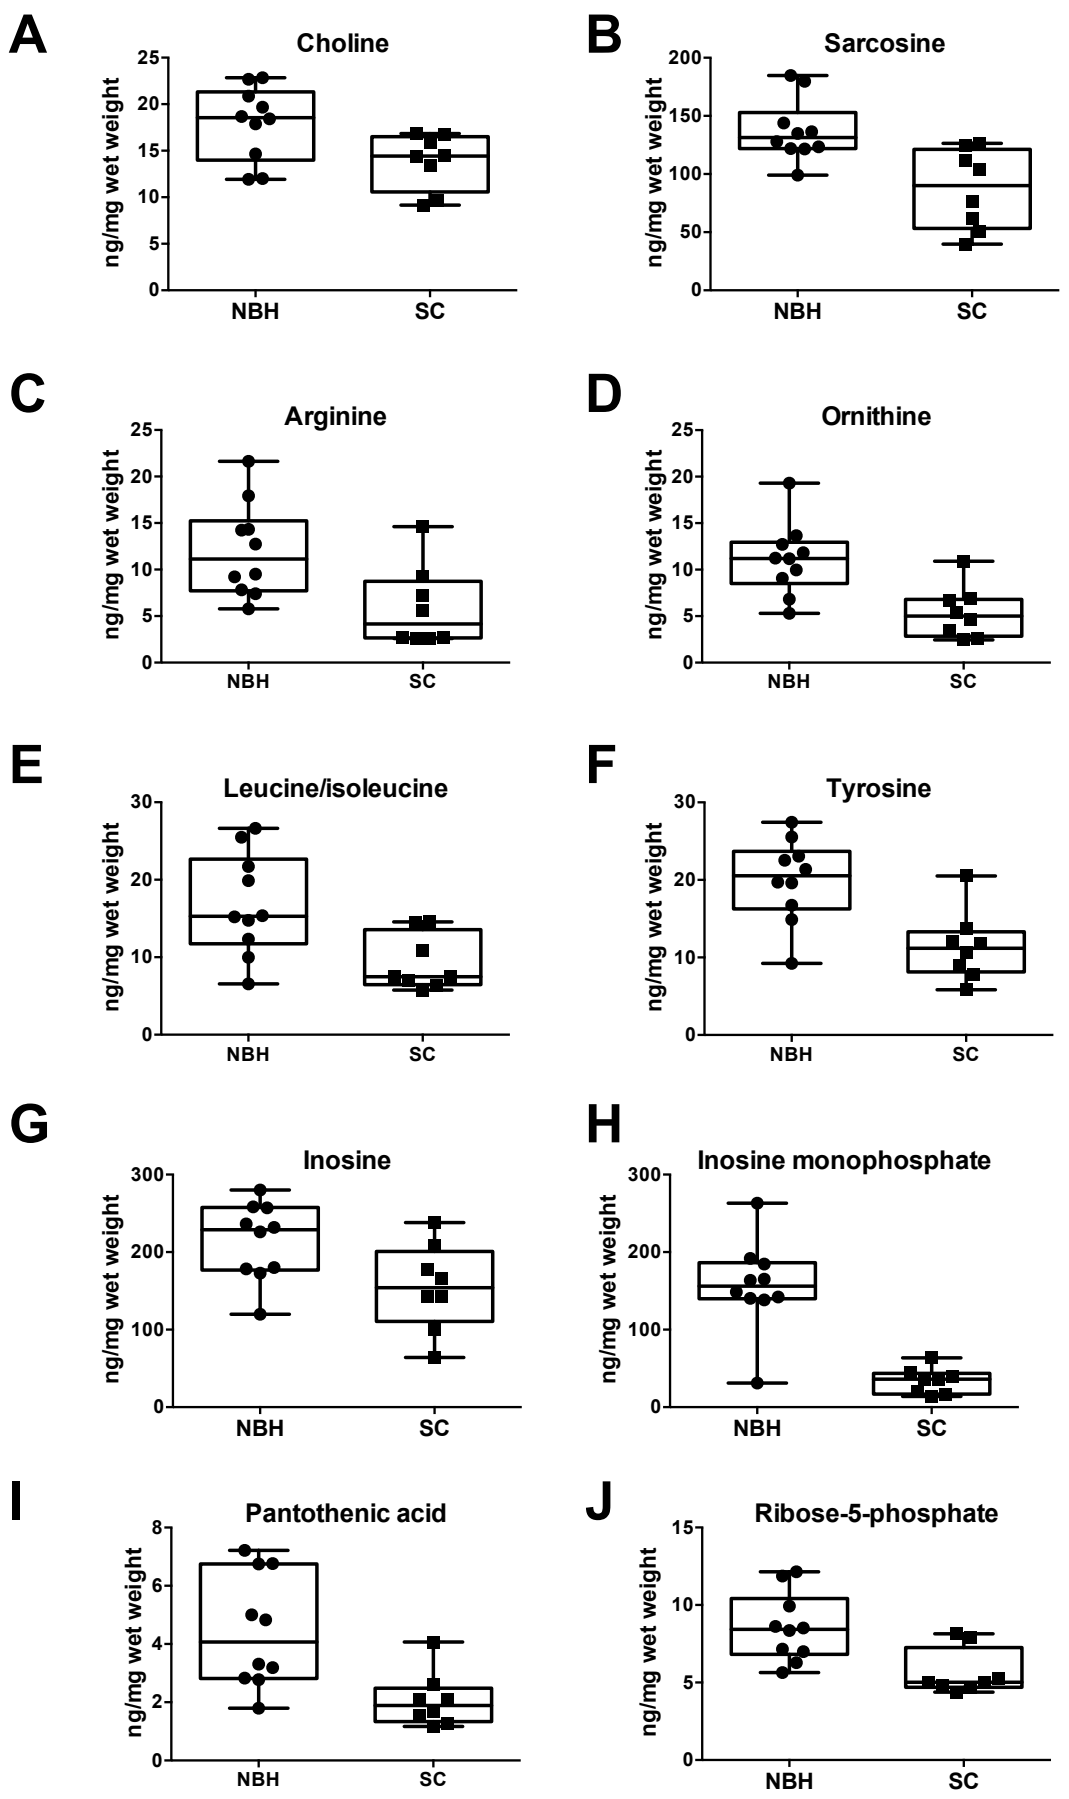 A
Choline
ng/mg wet weight
25
20
15
10
5
0
NBH
SC
B
Sarcosine
ng/mg wet weight
200
150
100
50
0
NBH
SC
C
Arginine
ng/mg wet weight
25
20
15
10
5
0
NBH
SC
D
Ornithine
ng/mg wet weight
25
20
15
10
5
0
NBH
SC
E
Leucine/isoleucine
ng/mg wet weight
30
20
10
0
NBH
SC
F
Tyrosine
ng/mg wet weight
30
20
10
0
NBH
SC
G
Inosine
ng/mg wet weight
300
200
100
0
NBH
SC
H
Inosine monophosphate
ng/mg wet weight
300
200
100
0
NBH
SC
I
Pantothenic acid
ng/mg wet weight
8
6
4
2
0
NBH
SC
J
Ribose-5-phosphate
ng/mg wet weight
15
10
5
0
NBH
SC